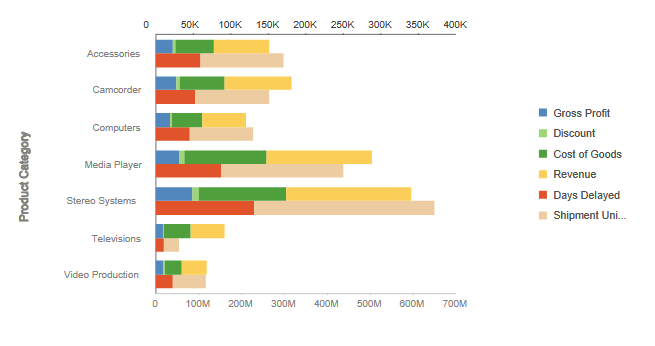 0 50K 100K 150K 200K 250K 300K 350K 400K
Product Category
Accessories
Camcorder
Computers
Media Player
Stereo Systems
Televisions
Video Production
0 100M 200M 300M 400M 500M 600M 700M
Gross Profit
Discount
Cost of Goods
Revenue
Days Delayed
Shipment Uni...